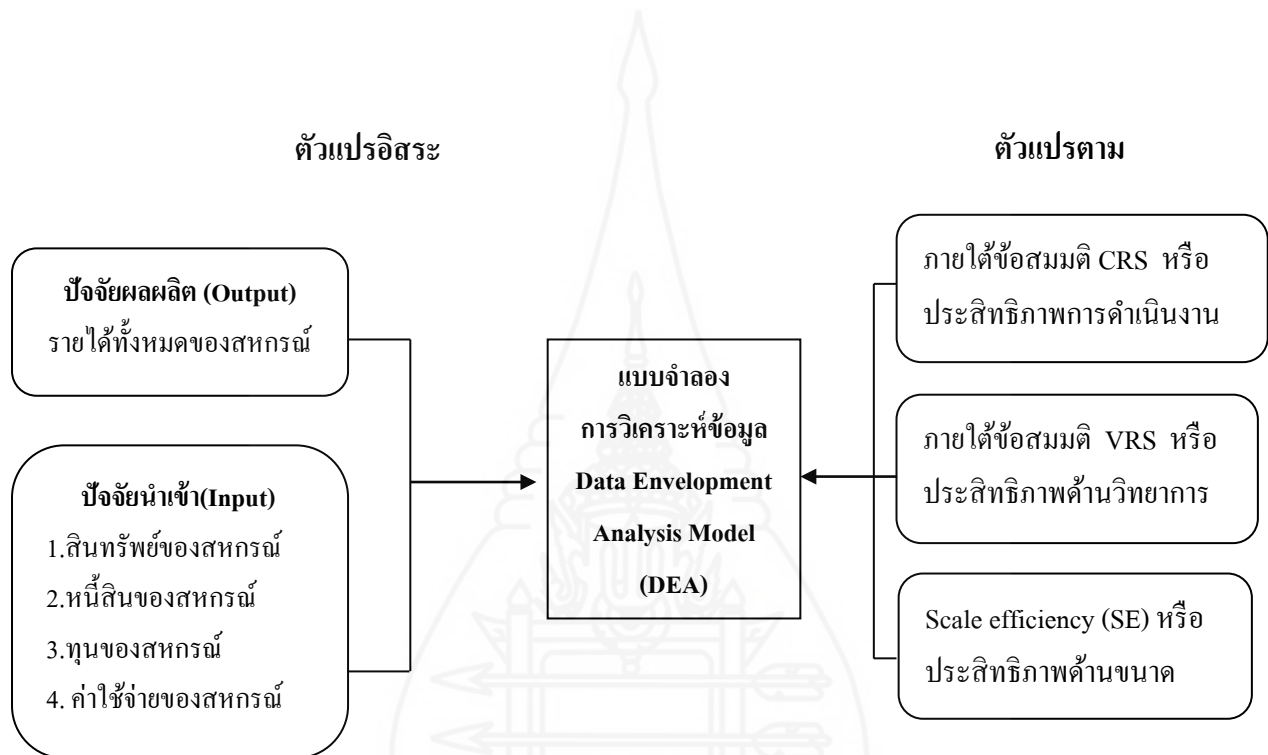 ตัวแปรอิสระ
ตัวแปรตาม
ปัจจัยผลผลิต (Output)
รายได้ทั้งหมดของสหกรณ์
ปัจจัยนำเข้า(Input)
1.สินทรัพย์ของสหกรณ์
2.หนี้สินของสหกรณ์
3.ทุนของสหกรณ์
4. ค่าใช้จ่ายของสหกรณ์
แบบจำลอง
การวิเคราะห์ข้อมูล
Data Envelopment
Analysis Model
(DEA)
ภายใต้ข้อสมมติ CRS หรือ
ประสิทธิภาพการดำเนินงาน
ภายใต้ข้อสมมติ VRS หรือ
ประสิทธิภาพด้านวิทยาการ
Scale efficiency (SE) หรือ
ประสิทธิภาพด้านขนาด